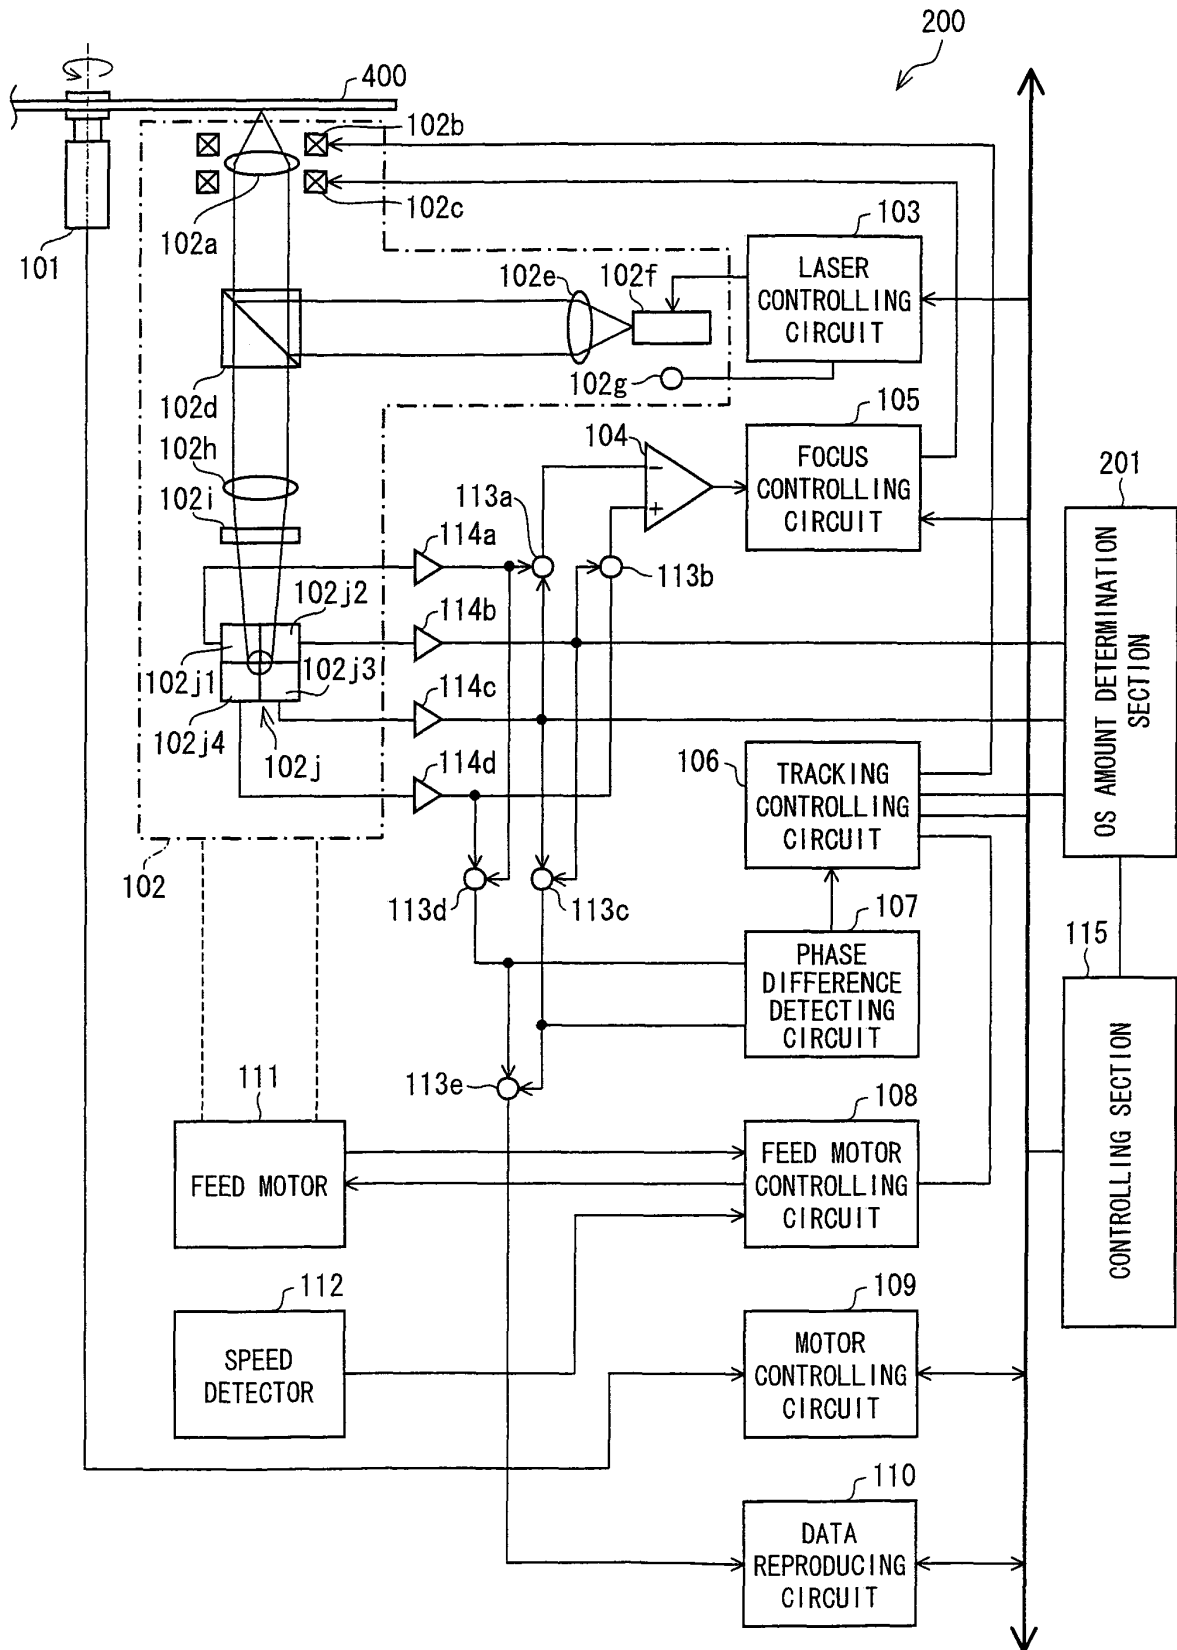 200
400
102b
102c
102a
101
103
LASER
CONTROLLING
CIRCUIT
102e
102f
102g
102d
105
FOCUS
CONTROLLING
CIRCUIT
104
−
+
102h
102i
113a
113b
201
OS AMOUNT DETERMINATION
SECTION
114a
114b
114c
114d
102j2
102j1
102j3
102j4
102j
102
106
TRACKING
CONTROLLING
CIRCUIT
113d
113c
107
PHASE
DIFFERENCE
DETECTING
CIRCUIT
115
CONTROLLING SECTION
113e
111
FEED MOTOR
108
FEED MOTOR
CONTROLLING
CIRCUIT
112
SPEED
DETECTOR
109
MOTOR
CONTROLLING
CIRCUIT
110
DATA
REPRODUCING
CIRCUIT